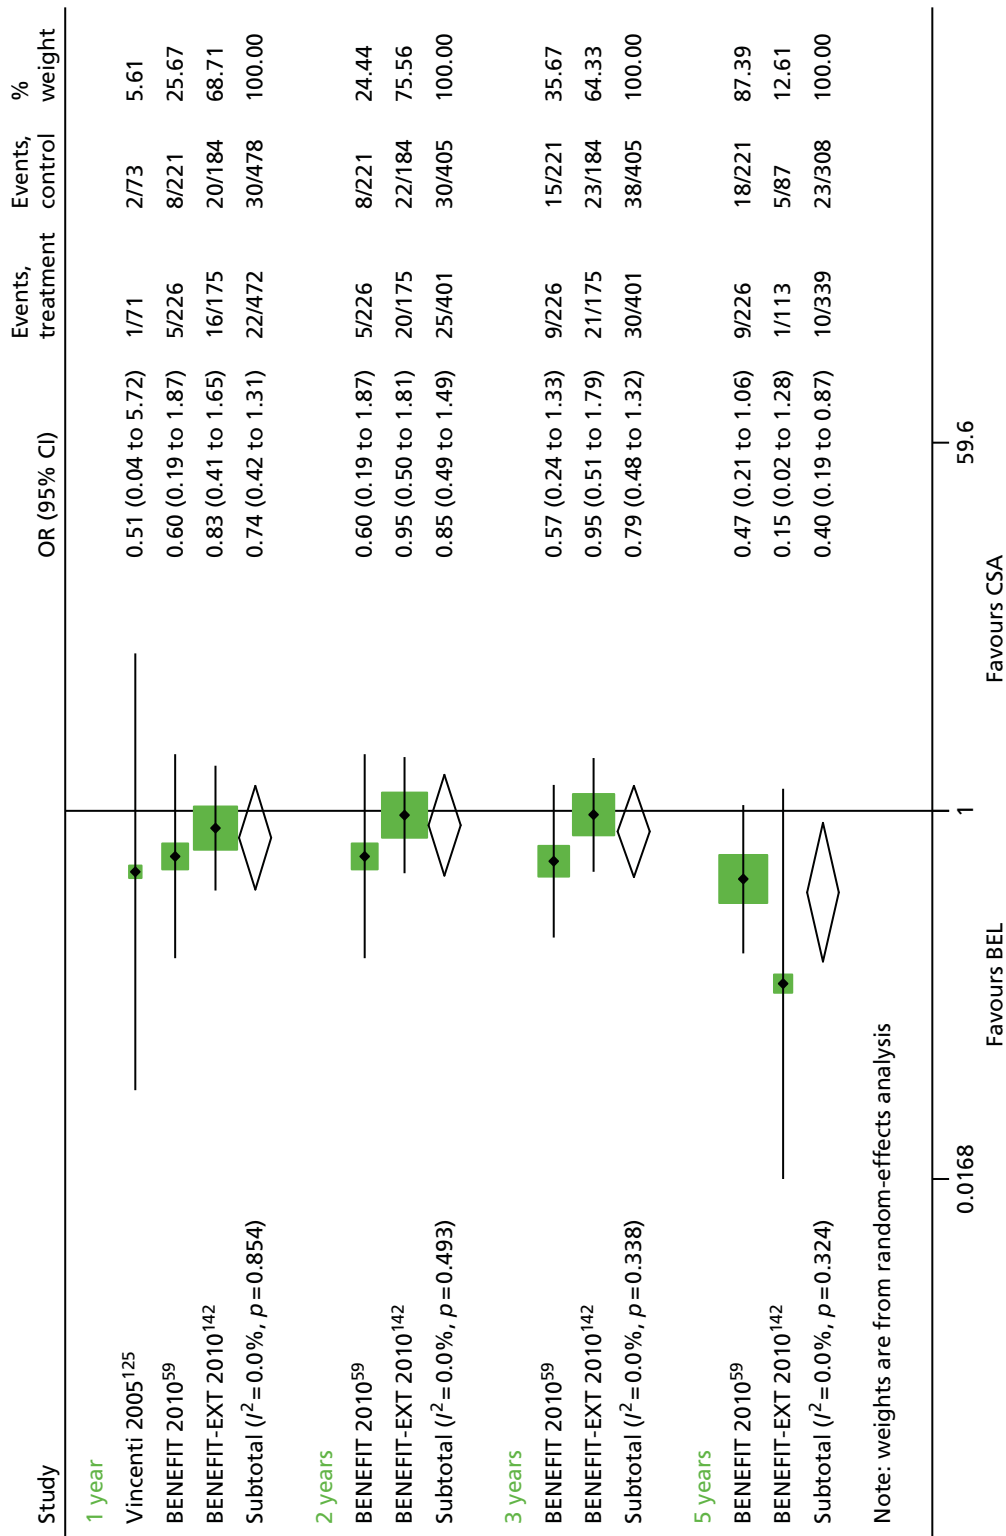 Study OR (95% CI) Events, treatment Events, control % weight
1 year
Vincenti 2005125 0.51 (0.04 to 5.72) 1/71 2/73 5.61
BENEFIT 201059 0.60 (0.19 to 1.87) 5/226 8/221 25.67
BENEFIT-EXT 2010142 0.83 (0.41 to 1.65) 16/175 20/184 68.71
Subtotal (I2=0.0%, p=0.854) 0.74 (0.42 to 1.31) 22/472 30/478 100.00
2 years
BENEFIT 201059 0.60 (0.19 to 1.87) 5/226 8/221 24.44
BENEFIT-EXT 2010142 0.95 (0.50 to 1.81) 20/175 22/184 75.56
Subtotal (I2=0.0%, p=0.493) 0.85 (0.49 to 1.49) 25/401 30/405 100.00
3 years
BENEFIT 201059 0.57 (0.24 to 1.33) 9/226 15/221 35.67
BENEFIT-EXT 2010142 0.95 (0.51 to 1.79) 21/175 23/184 64.33
Subtotal (I2=0.0%, p=0.338) 0.79 (0.48 to 1.32) 30/401 38/405 100.00
5 years
BENEFIT 201059 0.47 (0.21 to 1.06) 9/226 18/221 87.39
BENEFIT-EXT 2010142 0.15 (0.02 to 1.28) 1/113 5/87 12.61
Subtotal (I2=0.0%, p=0.324) 0.40 (0.19 to 0.87) 10/339 23/308 100.00
Note: weights are from random-effects analysis
0.0168 1 59.6
Favours BEL Favours CSA